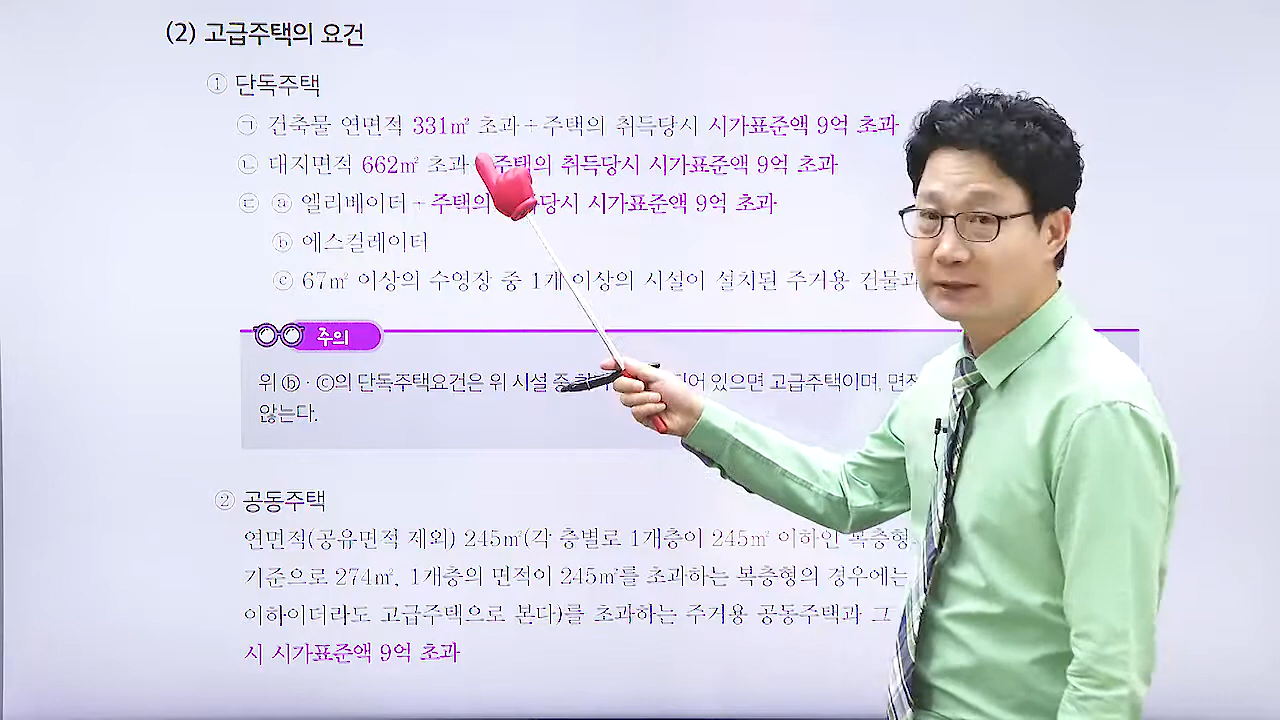 (2) 고급주택의 요건
① 단독주택
㉠ 건축물 연면적 331㎡ 초과+주택의 취득당시 시가표준액 9억 초과
㉡ 대지면적 662㎡ 초과 주택의 취득당시 시가표준액 9억 초과
㉢ ⓐ 엘리베이터+주택의 당시 시가표준액 9억 초과
ⓑ 에스컬레이터
ⓒ 67㎡ 이상의 수영장 중 1개 이상의 시설이 설치된 주거용 건물과
주의
위 ⓑ·ⓒ의 단독주택요건은 위 시설 중 되어 있으면 고급주택이며, 면적
않는다.
② 공동주택
연면적(공유면적 제외) 245㎡(각 층별로 1개층이 245㎡ 이하인 복층형
기준으로 274㎡, 1개층의 면적이 245㎡를 초과하는 복층형의 경우에는
이하이더라도 고급주택으로 본다)를 초과하는 주거용 공동주택과 그
시 시가표준액 9억 초과